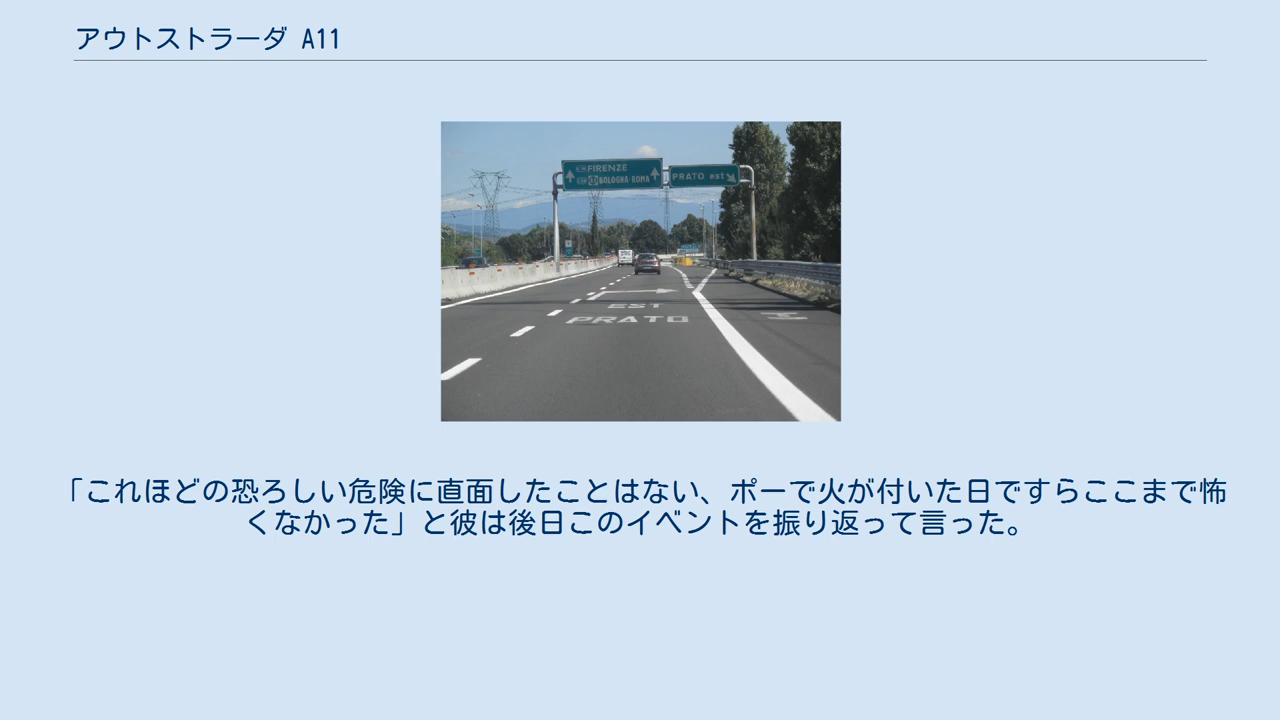 アウトストラーダ A11
FIRENZE
BOLOGNA-ROMA
PRATO est
EST
PRATO
「これほどの恐ろしい危険に直面したことはない、ポーで火が付いた日ですらここまで怖
くなかった」と彼は後日このイベントを振り返って言った。